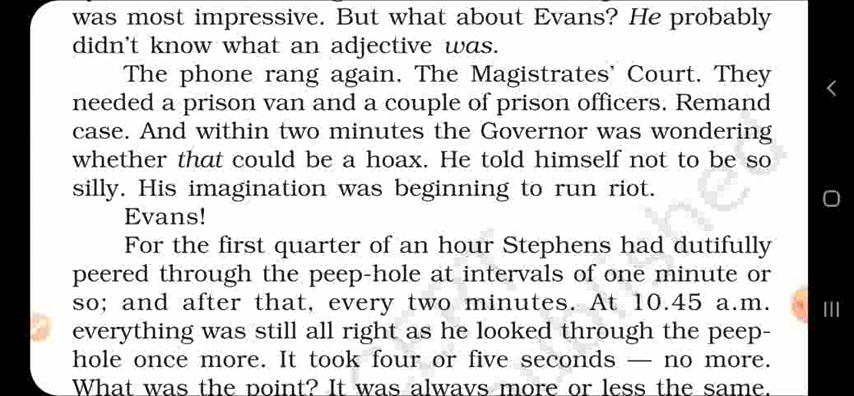 was most impressive. But what about Evans? He probably
didn't know what an adjective was.
The phone rang again. The Magistrates' Court. They
needed a prison van and a couple of prison officers. Remand
case. And within two minutes the Governor was wondering
whether that could be a hoax. He told himself not to be so
silly. His imagination was beginning to run riot.
Evans!
For the first quarter of an hour Stephens had dutifully
peered through the peep-hole at intervals of one minute or
so; and after that, every two minutes. At 10.45 a.m.
everything was still all right as he looked through the peep-
hole once more. It took four or five seconds — no more.
What was the point? It was always more or less the same.